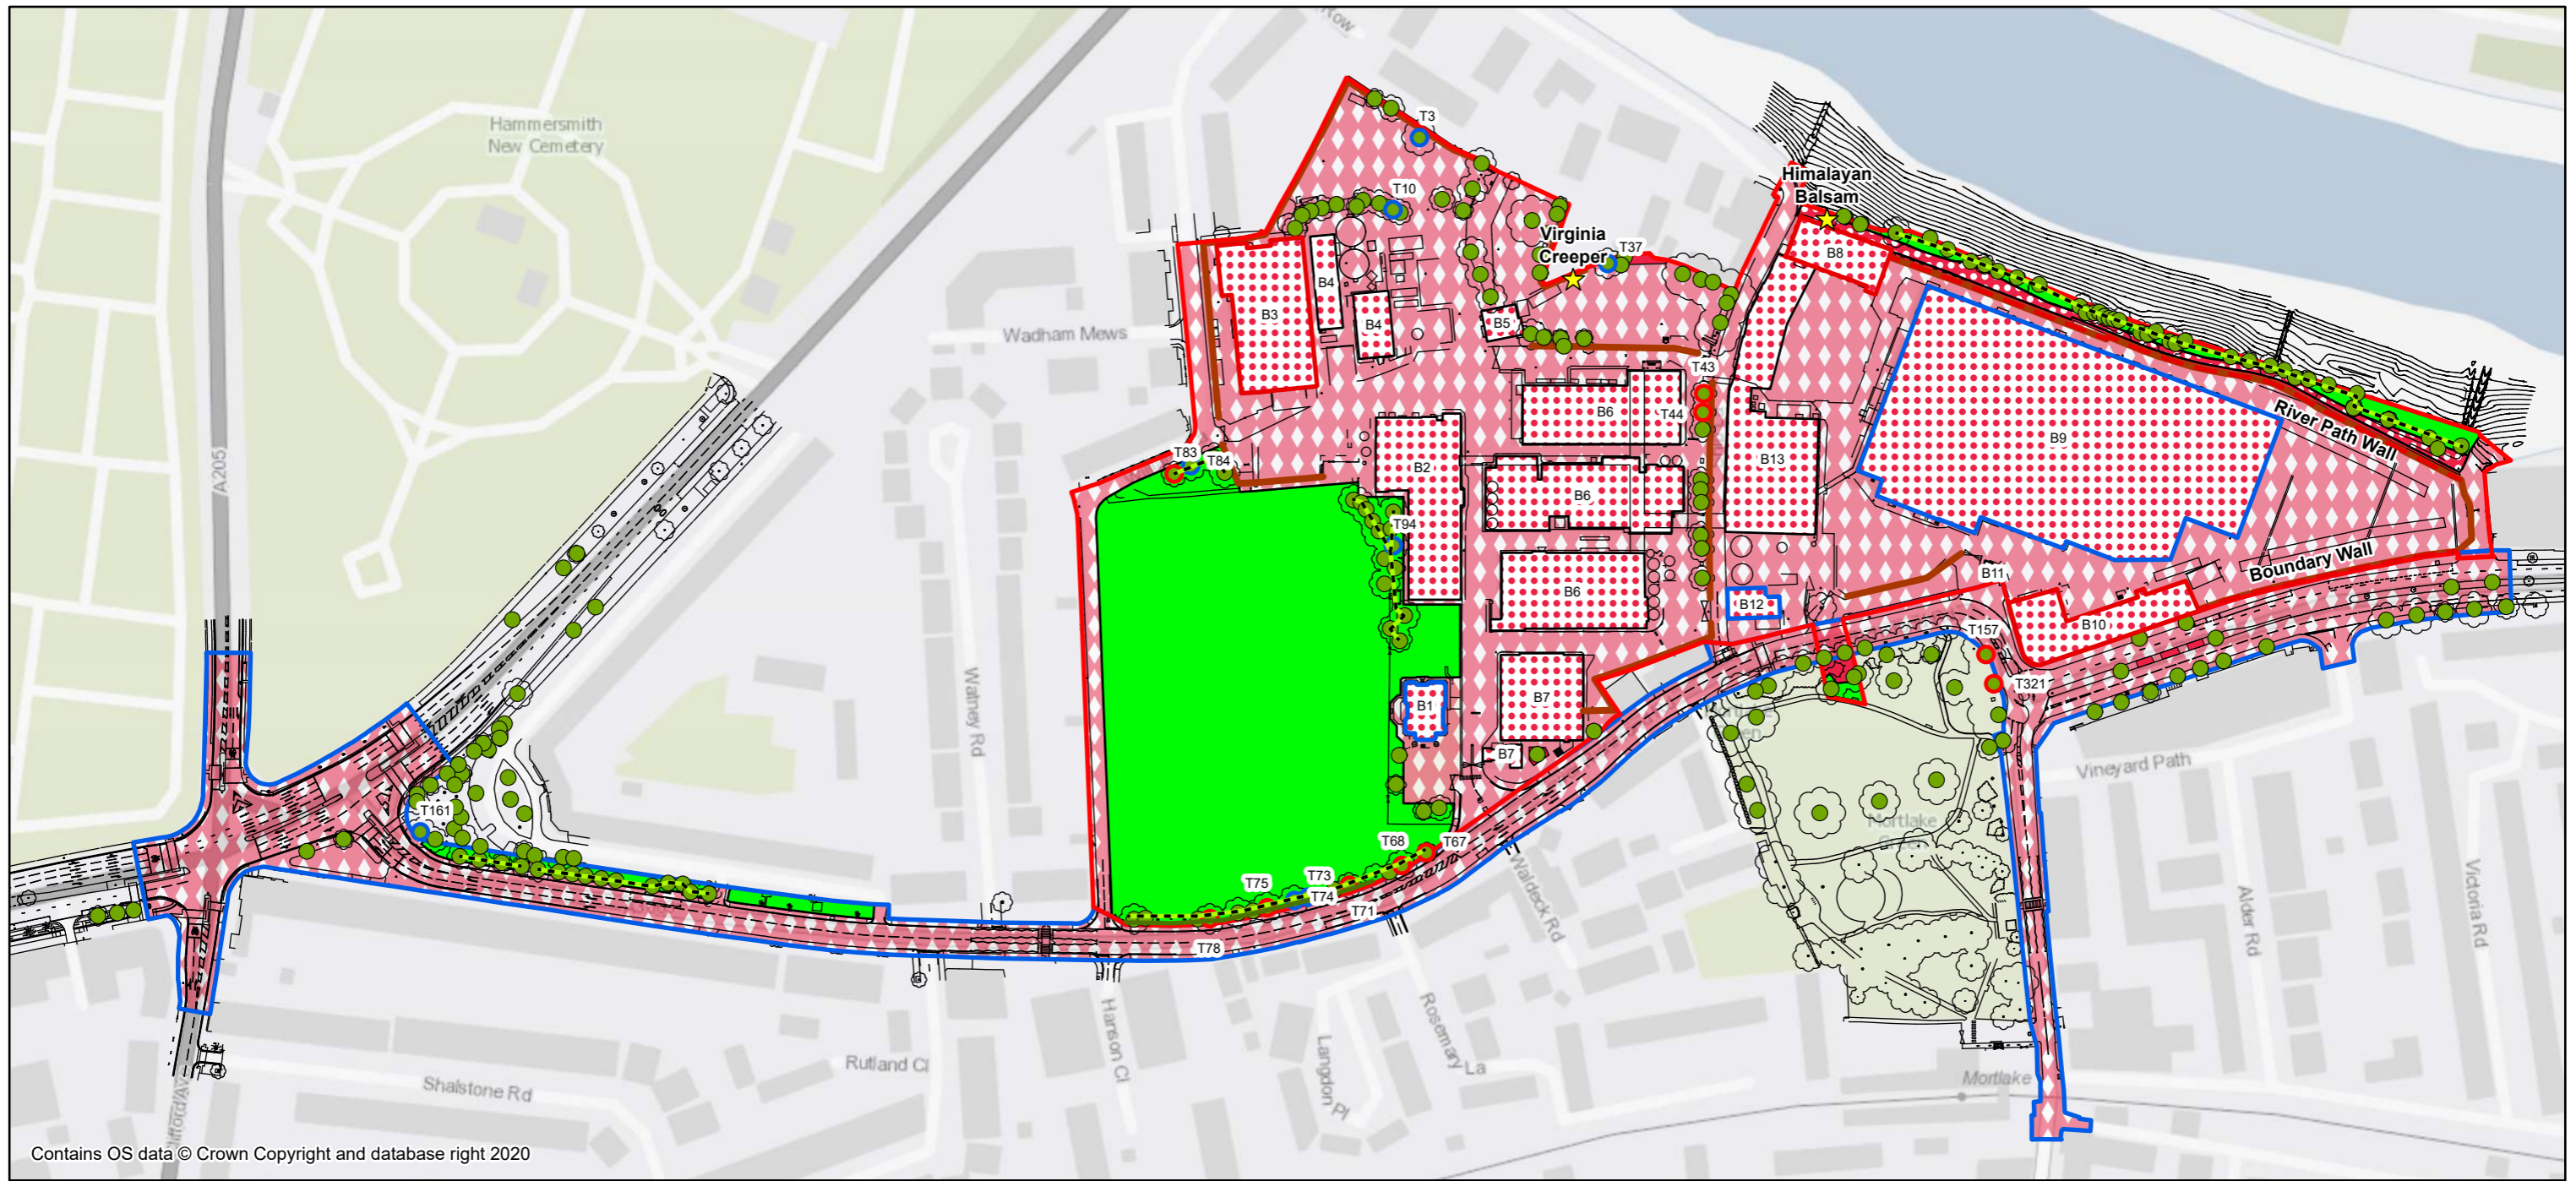 Row
Hammersmith
New Cemetery
T3
Himalayan
Balsam
T10
Virginia
Creeper
T37
B8
B4
B3
B4
B5
Wadham Mews
T43
B6
T44
River Path Wall
B9
A205
T83
T84
B2
B13
B6
T94
Boundary Wall
B11
B6
B12
B10
T157
T321
Watney Rd
B1
B7
B7
Vineyard Path
T161
Mortlake
Green
T68
T67
T75
T73
T74
T71
T78
Waldeck Rd
Alder Rd
Victoria Rd
Hanson Cl
Rosemary La
Langdon Pl
Rutland Cl
Shalstone Rd
Mortlake
Contains OS data © Crown Copyright and database right 2020